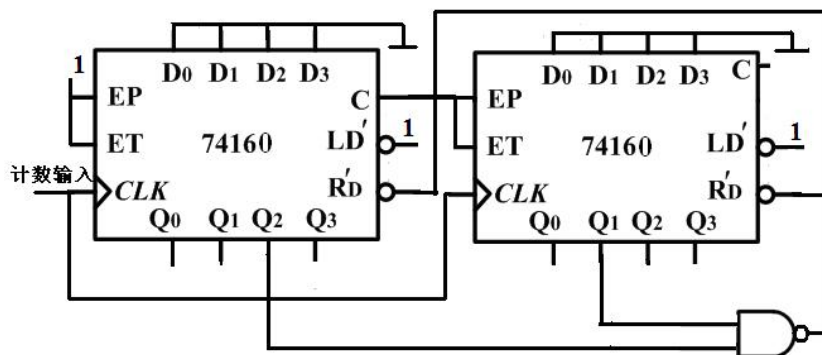 1
D0 D1 D2 D3
EP C
ET 74160 LD' 1
计数输入 CLK R'D
Q0 Q1 Q2 Q3
D0 D1 D2 D3
C
EP
ET 74160 LD' 1
CLK R'D
Q0 Q1 Q2 Q3